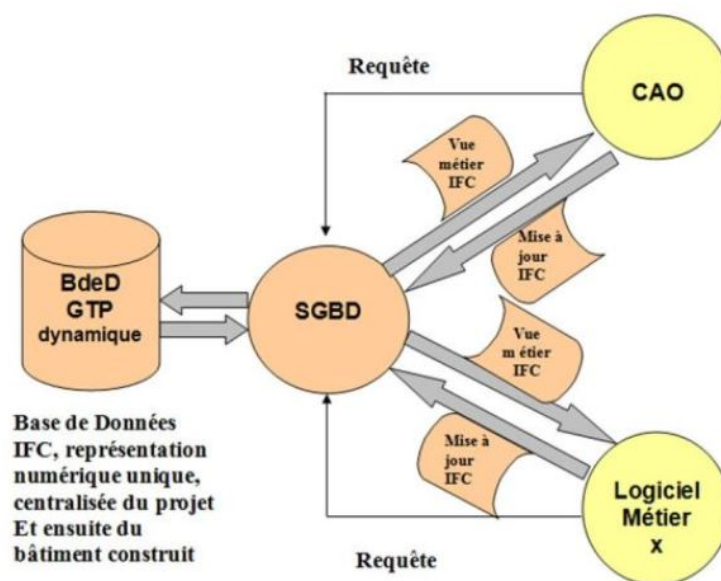 Requête
CAO
Vue
métier
IFC
Mise à
jour
IFC
BdeD
GTP
dynamique
SGBD
Vue
m étier
IFC
Mise à
jour
IFC
Base de Données
IFC, représentation
numérique unique,
centralisée du projet
Et ensuite du
bâtiment construit
Logiciel
Métier
x
Requête